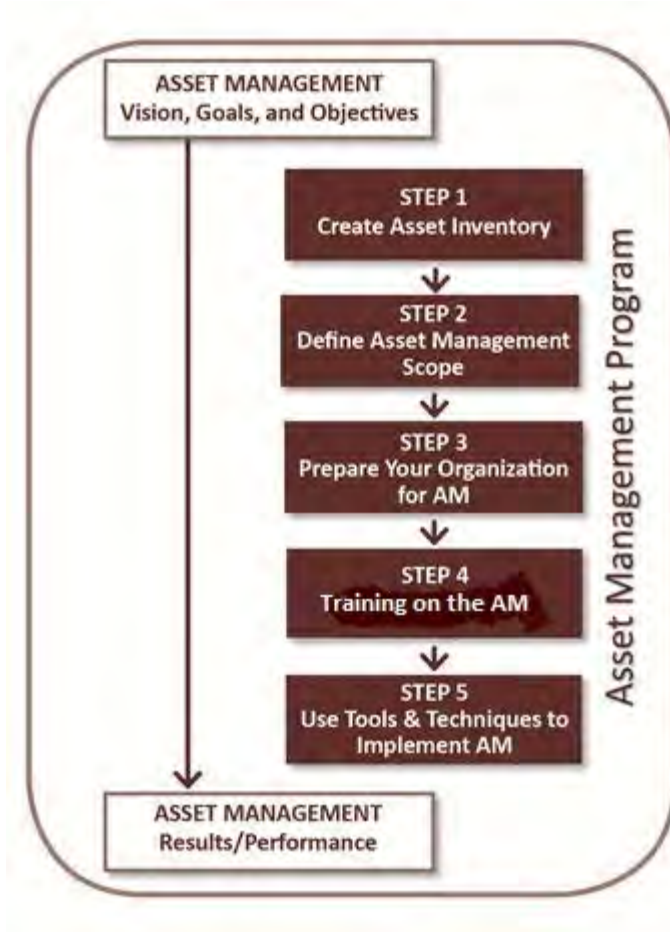 ASSET MANAGEMENT
Vision, Goals, and Objectives
STEP 1
Create Asset Inventory
STEP 2
Define Asset Management
Scope
STEP 3
Prepare Your Organization
for AM
STEP 4
Training on the AM
STEP 5
Use Tools & Techniques to
Implement AM
ASSET MANAGEMENT
Results/Performance
Asset Management Program